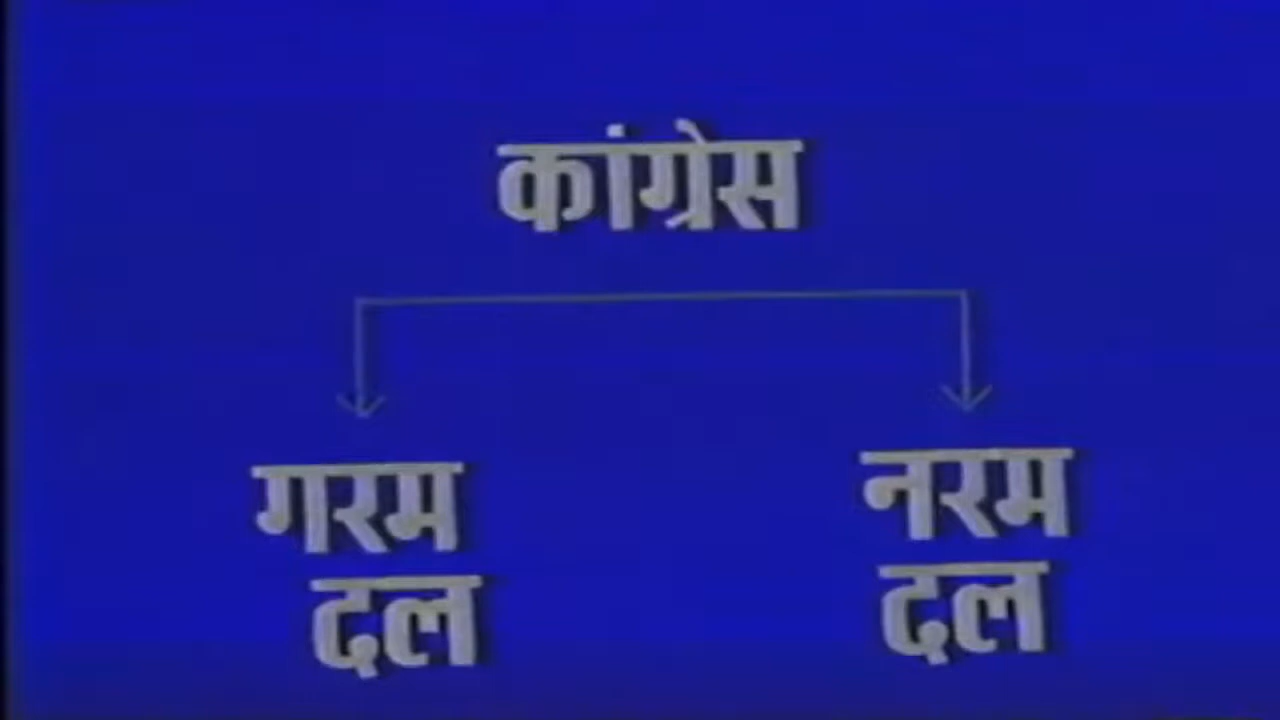 कांग्रेस
गरम
दल
नरम
दल